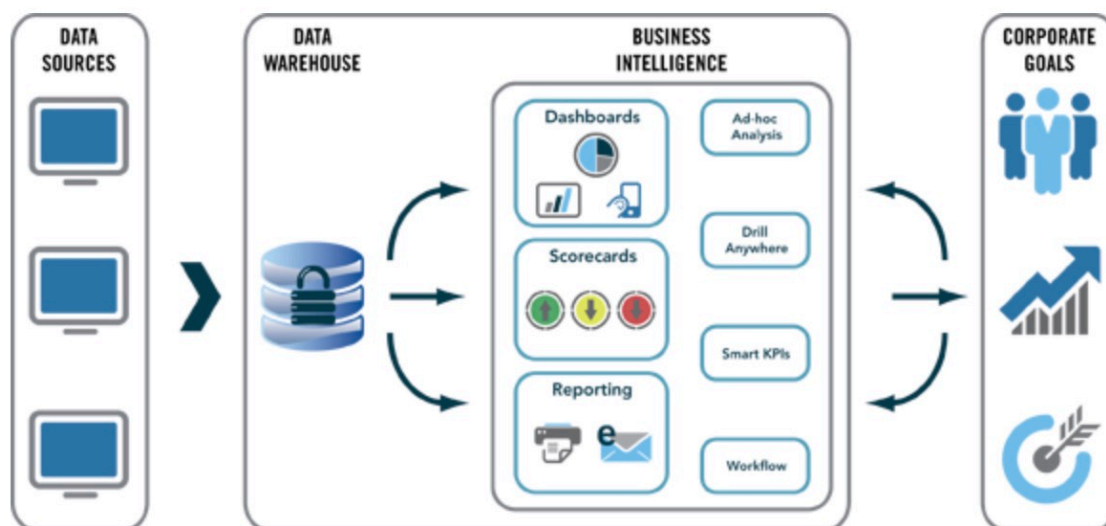 DATA
SOURCES
DATA
WAREHOUSE
BUSINESS
INTELLIGENCE
CORPORATE
GOALS
Dashboards
Ad-hoc
Analysis
Drill
Anywhere
Scorecards
Smart KPIs
Reporting
e
Workflow